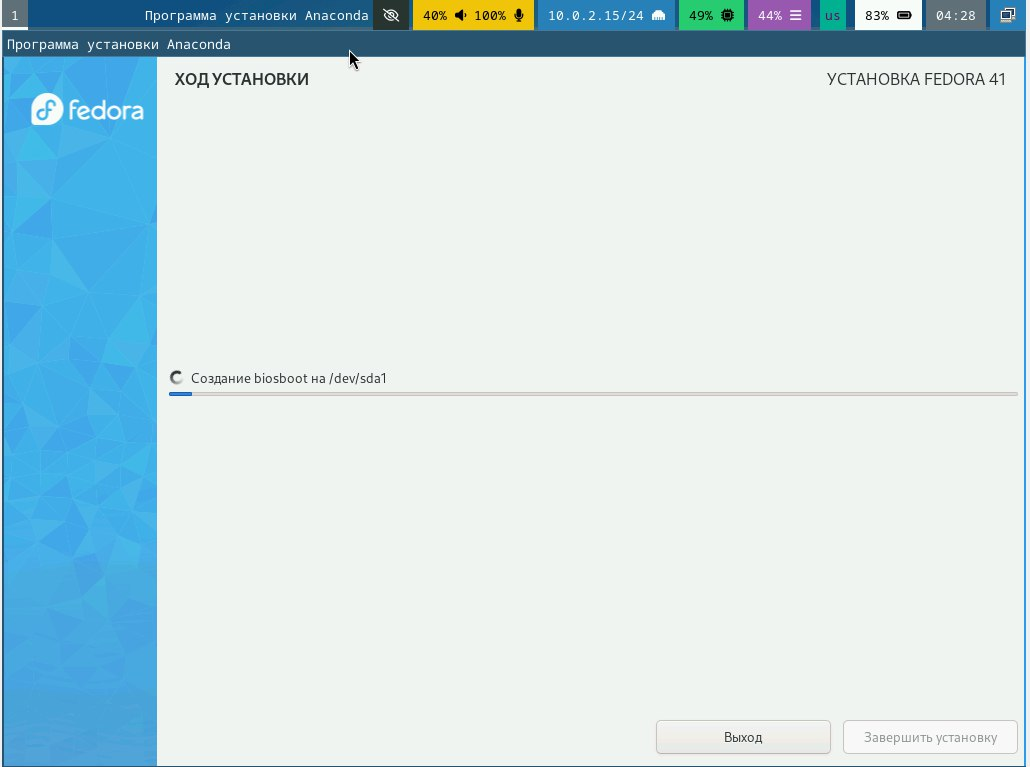 1 Программа установки Anaconda 40% 100% 10.0.2.15/24 49% 44% us 83% 04:28
Программа установки Anaconda
fedora
ХОД УСТАНОВКИ
УСТАНОВКА FEDORA 41
Создание biosboot на /dev/sda1
Выход
Завершить установку